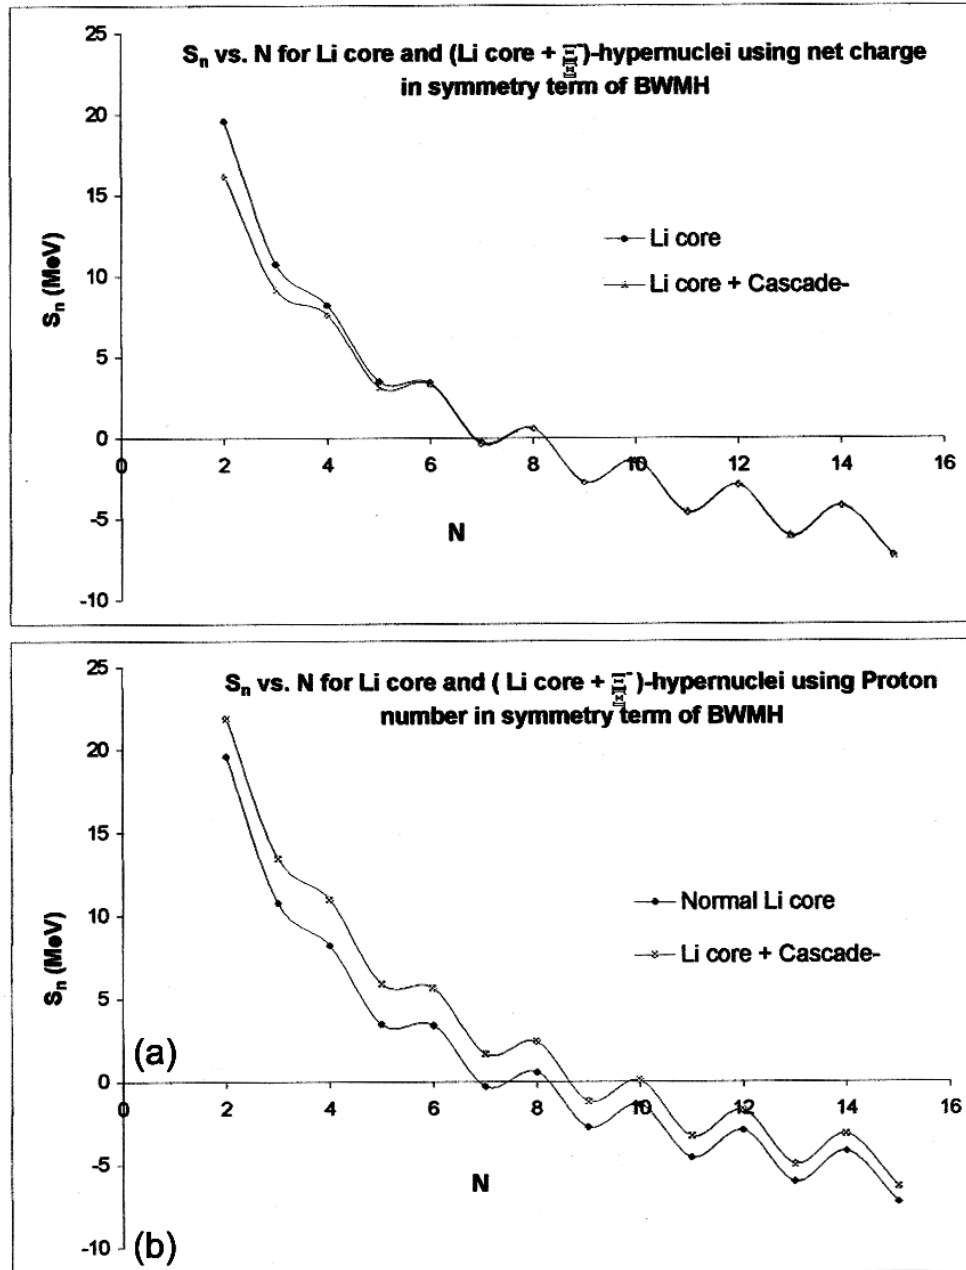 25
S_n vs. N for Li core and (Li core + Ξ⁻)-hypernuclei using net charge
in symmetry term of BWMH
20
15
10
5
0
-5
-10
S_n (MeV)
Li core
Li core + Cascade-
0 2 4 6 8 10 12 14 16
N
25
S_n vs. N for Li core and ( Li core + Ξ⁻)-hypernuclei using Proton
number in symmetry term of BWMH
20
15
10
5
0
-5
-10
S_n (MeV)
Normal Li core
Li core + Cascade-
(a)
0 2 4 6 8 10 12 14 16
N
(b)